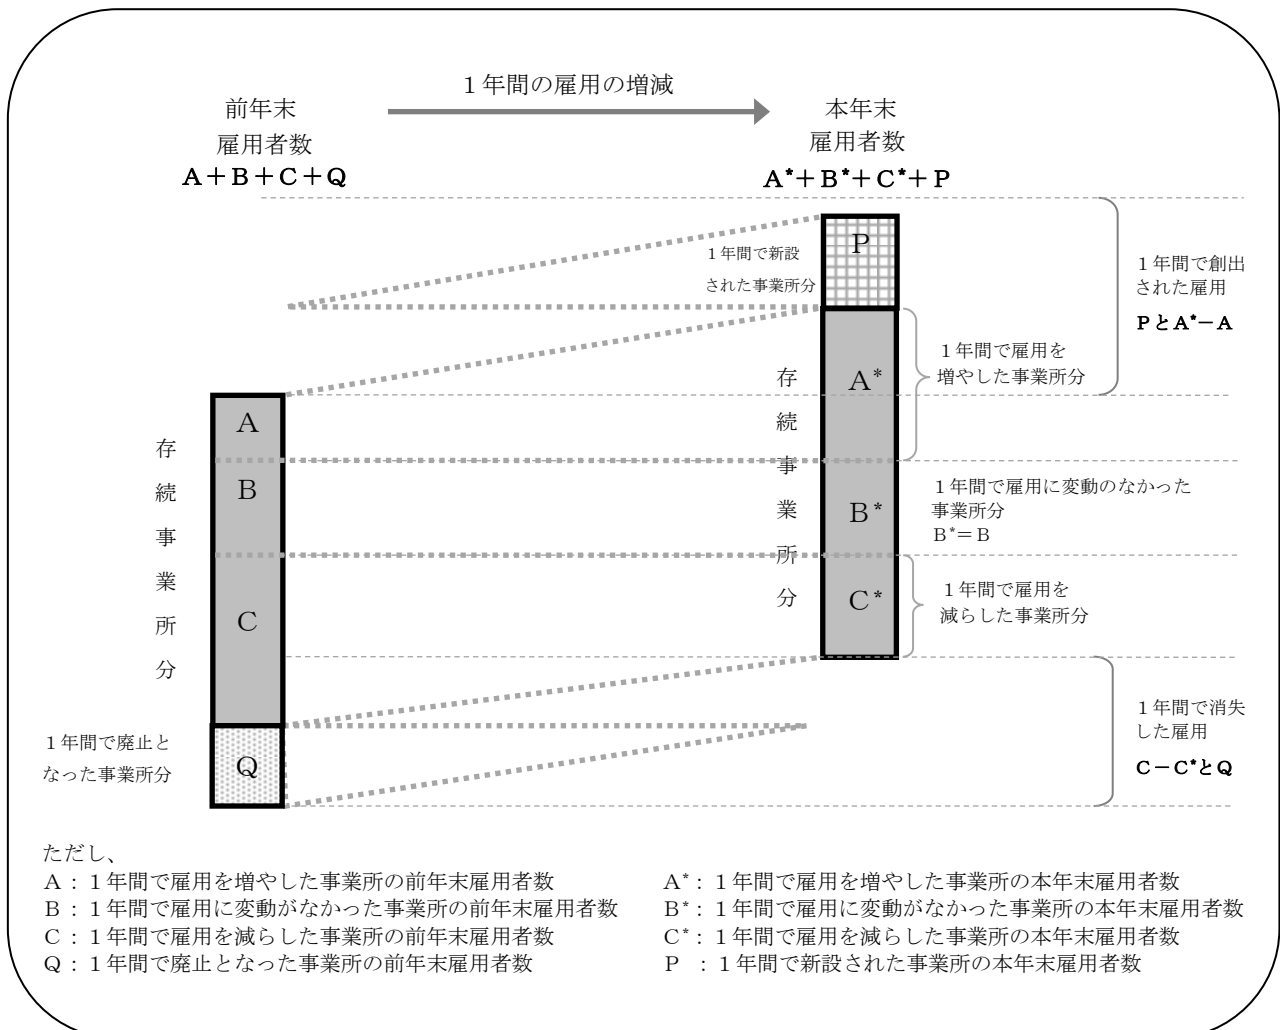 １年間の雇用の増減
前年末
雇用者数
Ａ＋Ｂ＋Ｃ＋Ｑ
本年末
雇用者数
Ａ*＋Ｂ*＋Ｃ*＋Ｐ
１年間で新設
された事業所分
Ｐ
１年間で創出
された雇用
ＰとＡ*－Ａ
１年間で雇用を
増やした事業所分
存続事業所分
Ａ
Ｂ
Ｃ
存続事業所分
Ａ*
Ｂ*
Ｃ*
１年間で雇用に変動のなかった
事業所分
Ｂ*＝Ｂ
１年間で雇用を
減らした事業所分
１年間で廃止と
なった事業所分
Ｑ
１年間で消失
した雇用
Ｃ－Ｃ*とＱ
ただし、
Ａ：１年間で雇用を増やした事業所の前年末雇用者数
Ｂ：１年間で雇用に変動がなかった事業所の前年末雇用者数
Ｃ：１年間で雇用を減らした事業所の前年末雇用者数
Ｑ：１年間で廃止となった事業所の前年末雇用者数
Ａ*：１年間で雇用を増やした事業所の本年末雇用者数
Ｂ*：１年間で雇用に変動がなかった事業所の本年末雇用者数
Ｃ*：１年間で雇用を減らした事業所の本年末雇用者数
Ｐ ：１年間で新設された事業所の本年末雇用者数